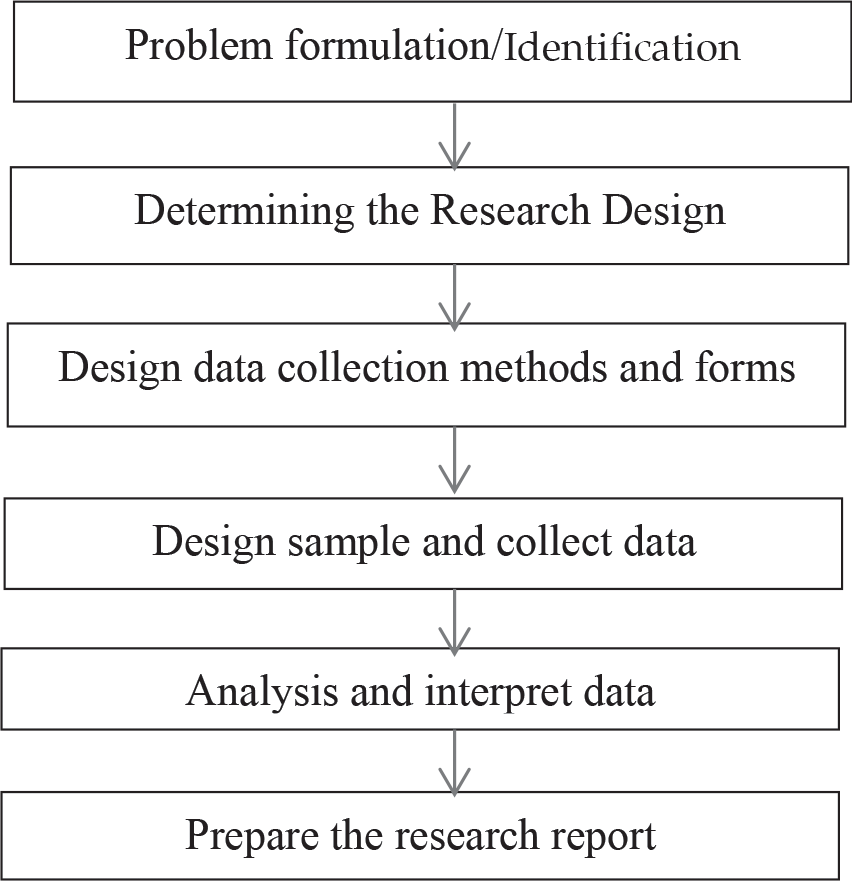 Problem formulation/Identification
Determining the Research Design
Design data collection methods and forms
Design sample and collect data
Analysis and interpret data
Prepare the research report